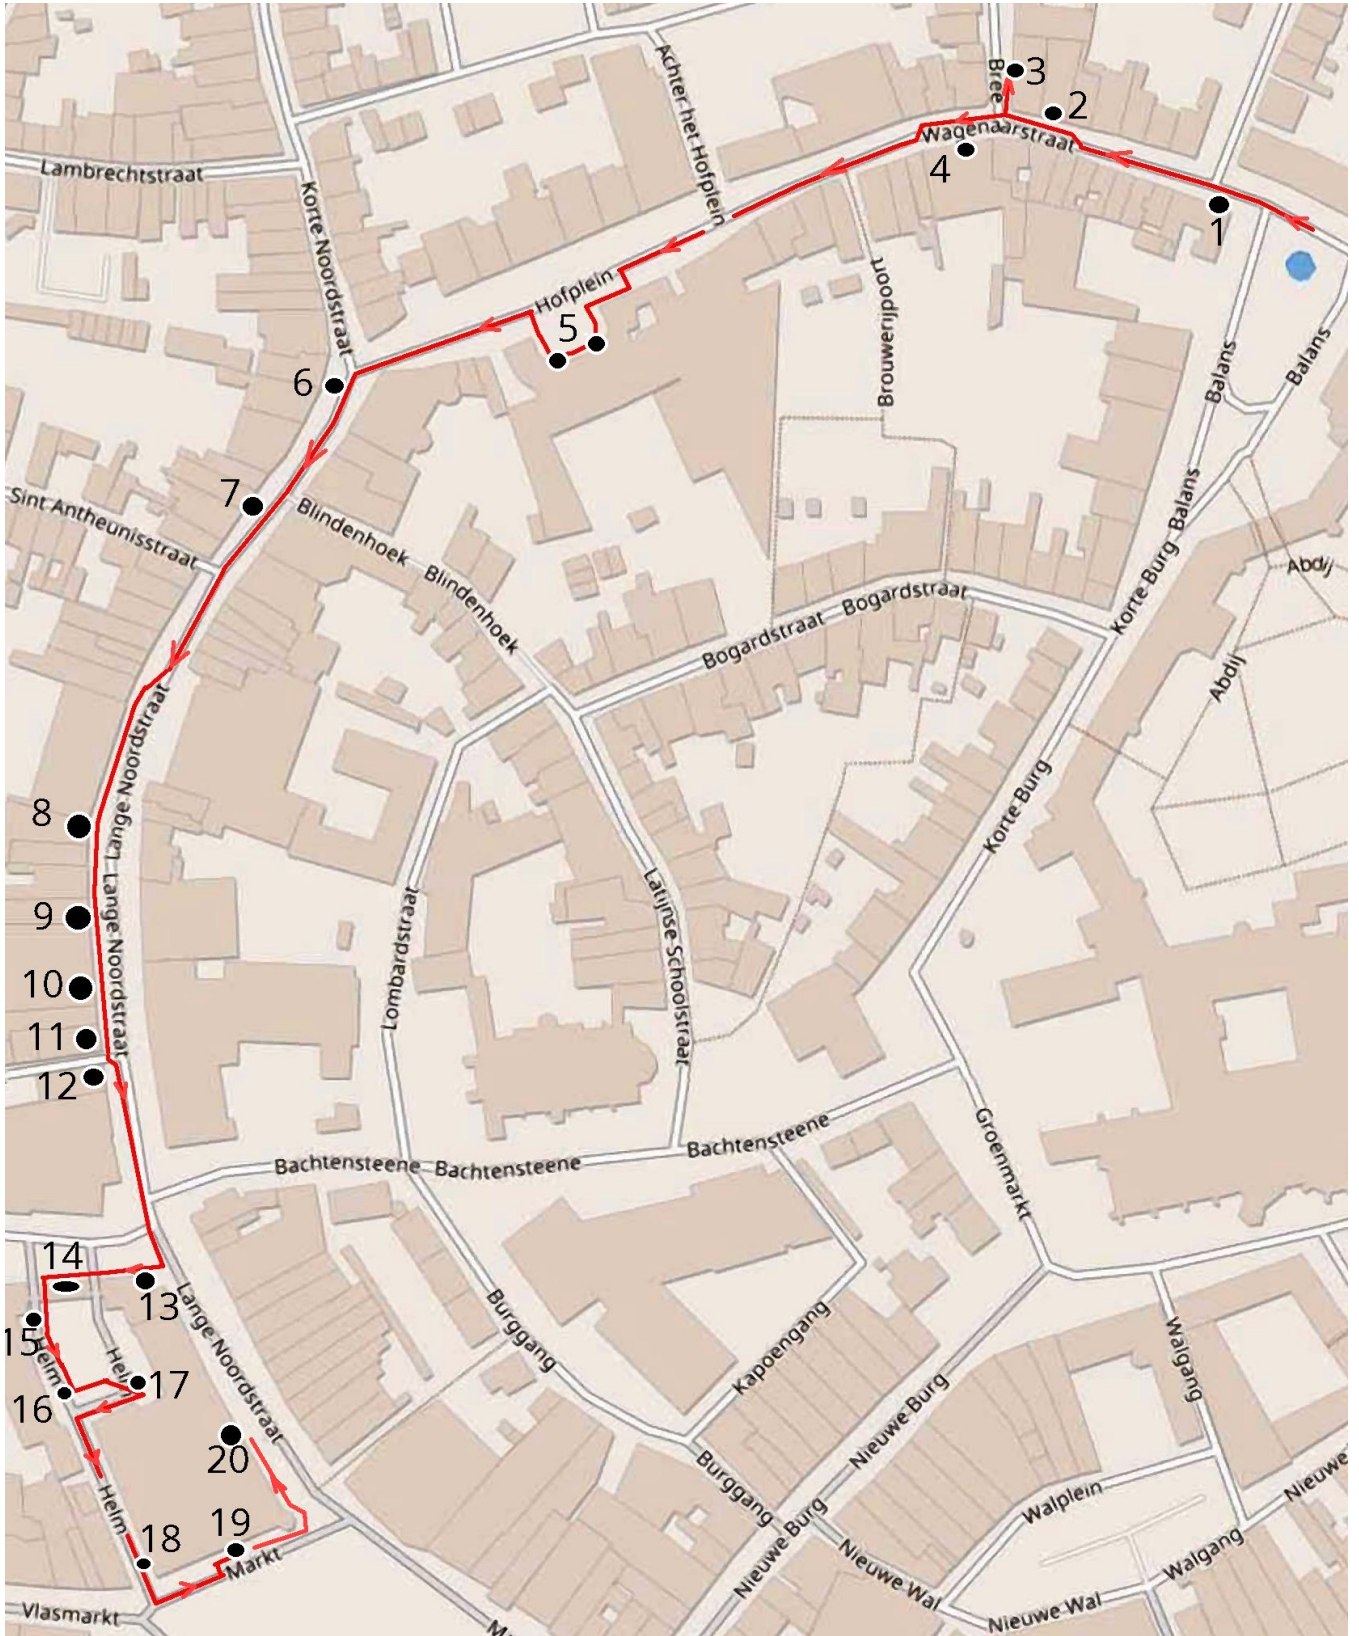 Achter het Hofplein
Bree
3
2
Wagenaarstraat
4
1
Lambrechtstraat
Korte Noordstraat
Hofplein
5
Brouwerijpoort
Balans
Balans
6
7
Sint Antheunisstraat
Blindenhoek
Blindenhoek
Balans
Korte Burg
Abdij
Bogardstraat
Bogardstraat
Abdij
Lange Noordstraat
8
Korte Burg
Lange Noordstraat
9
Lombardstraat
Latijnse Schoolstraat
10
11
12
Bachtensteene
Bachtensteene
Bachtensteene
Groenmarkt
14
13
Lange Noordstraat
15
Helm
Helm
16
17
Burggang
Kapoengang
Walgang
20
Nieuwe Burg
Burggang
Walplein
Nieuwe
Helm
18
19
Markt
Nieuwe Burg
Nieuwe Wal
Walgang
Nieuwe Wal
Vlasmarkt